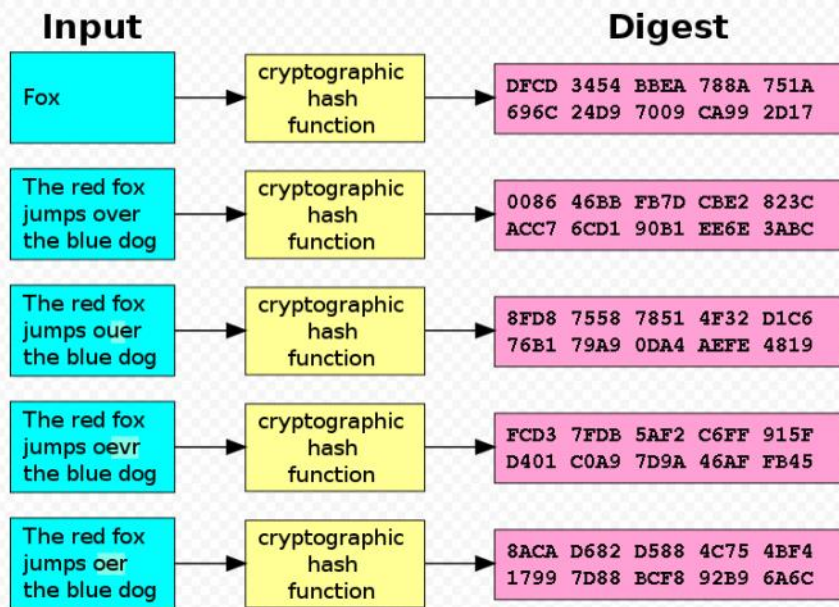 Input
Digest
Fox
cryptographic
hash
function
DFCD 3454 BBEA 788A 751A
696C 24D9 7009 CA99 2D17
The red fox
jumps over
the blue dog
cryptographic
hash
function
0086 46BB FB7D CBE2 823C
ACC7 6CD1 90B1 EE6E 3ABC
The red fox
jumps ouer
the blue dog
cryptographic
hash
function
8FD8 7558 7851 4F32 D1C6
76B1 79A9 0DA4 AEFE 4819
The red fox
jumps oevr
the blue dog
cryptographic
hash
function
FCD3 7FDB 5AF2 C6FF 915F
D401 C0A9 7D9A 46AF FB45
The red fox
jumps oer
the blue dog
cryptographic
hash
function
8ACA D682 D588 4C75 4BF4
1799 7D88 BCF8 92B9 6A6C